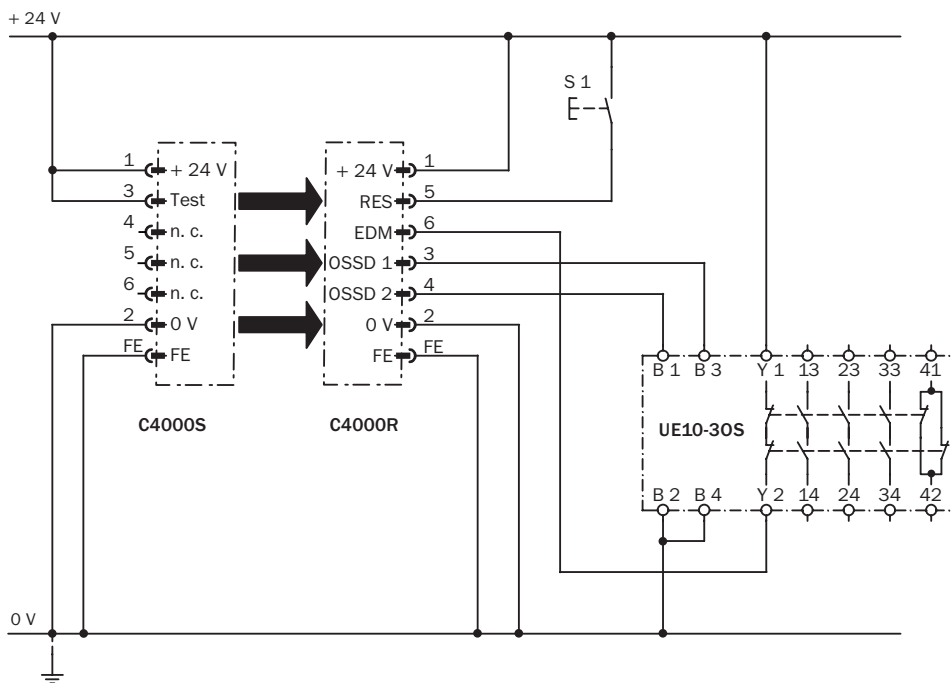 + 24 V
S 1
1 + 24 V
3 Test
4 n. c.
5 n. c.
6 n. c.
2 0 V
FE FE
C4000S
+ 24 V 1
RES 5
EDM 6
OSSD 1 3
OSSD 2 4
0 V 2
FE FE
C4000R
B 1 B 3 Y 1 13 23 33 41
UE10-30S
B 2 B 4 Y 2 14 24 34 42
0 V